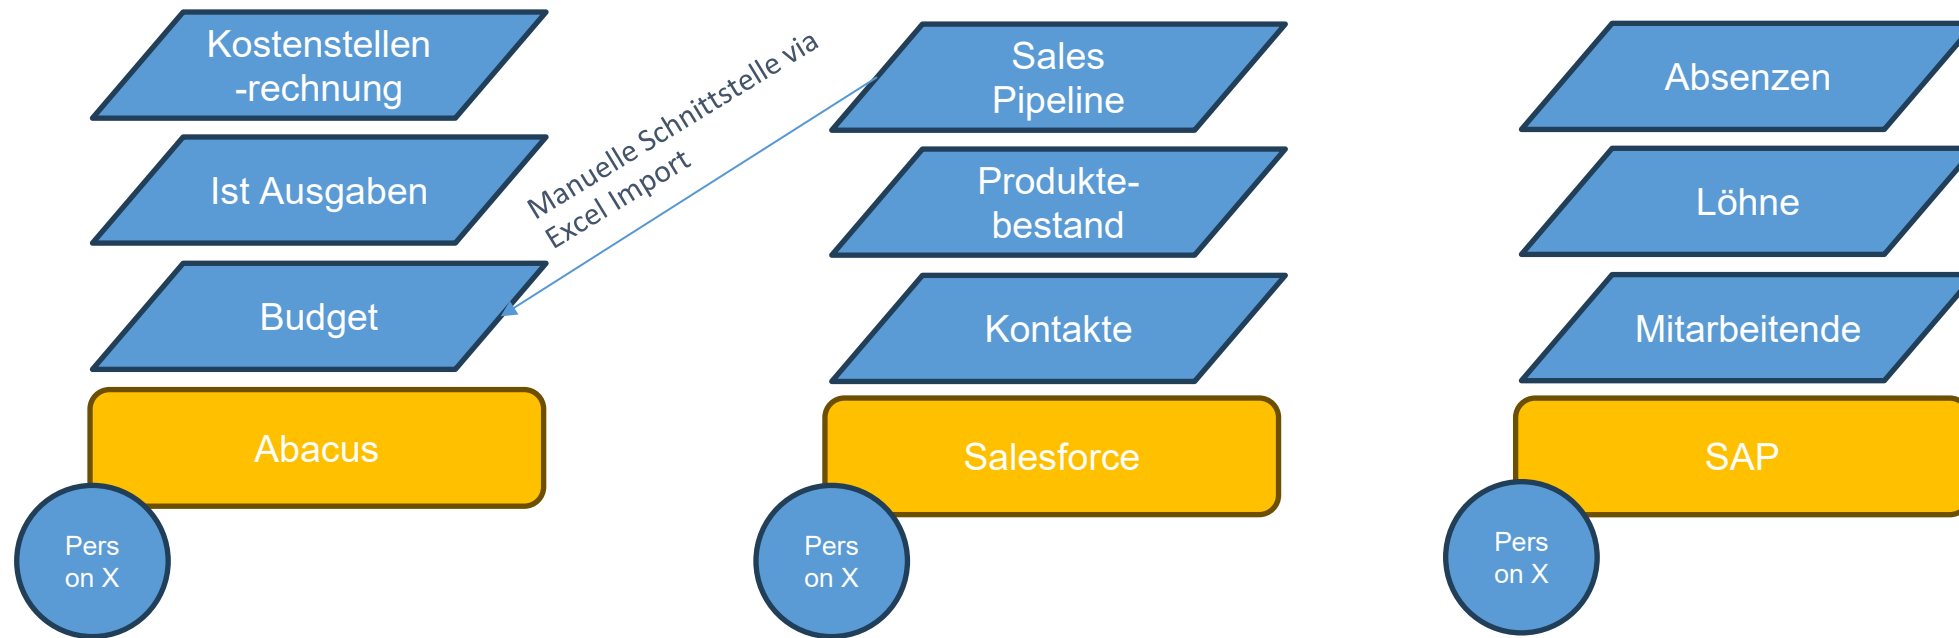 Kostenstellen
-rechnung
Ist Ausgaben
Budget
Abacus
Pers
on X
Manuelle Schnittstelle via
Excel Import
Sales
Pipeline
Produkte-
bestand
Kontakte
Salesforce
Pers
on X
Absenzen
Löhne
Mitarbeitende
SAP
Pers
on X